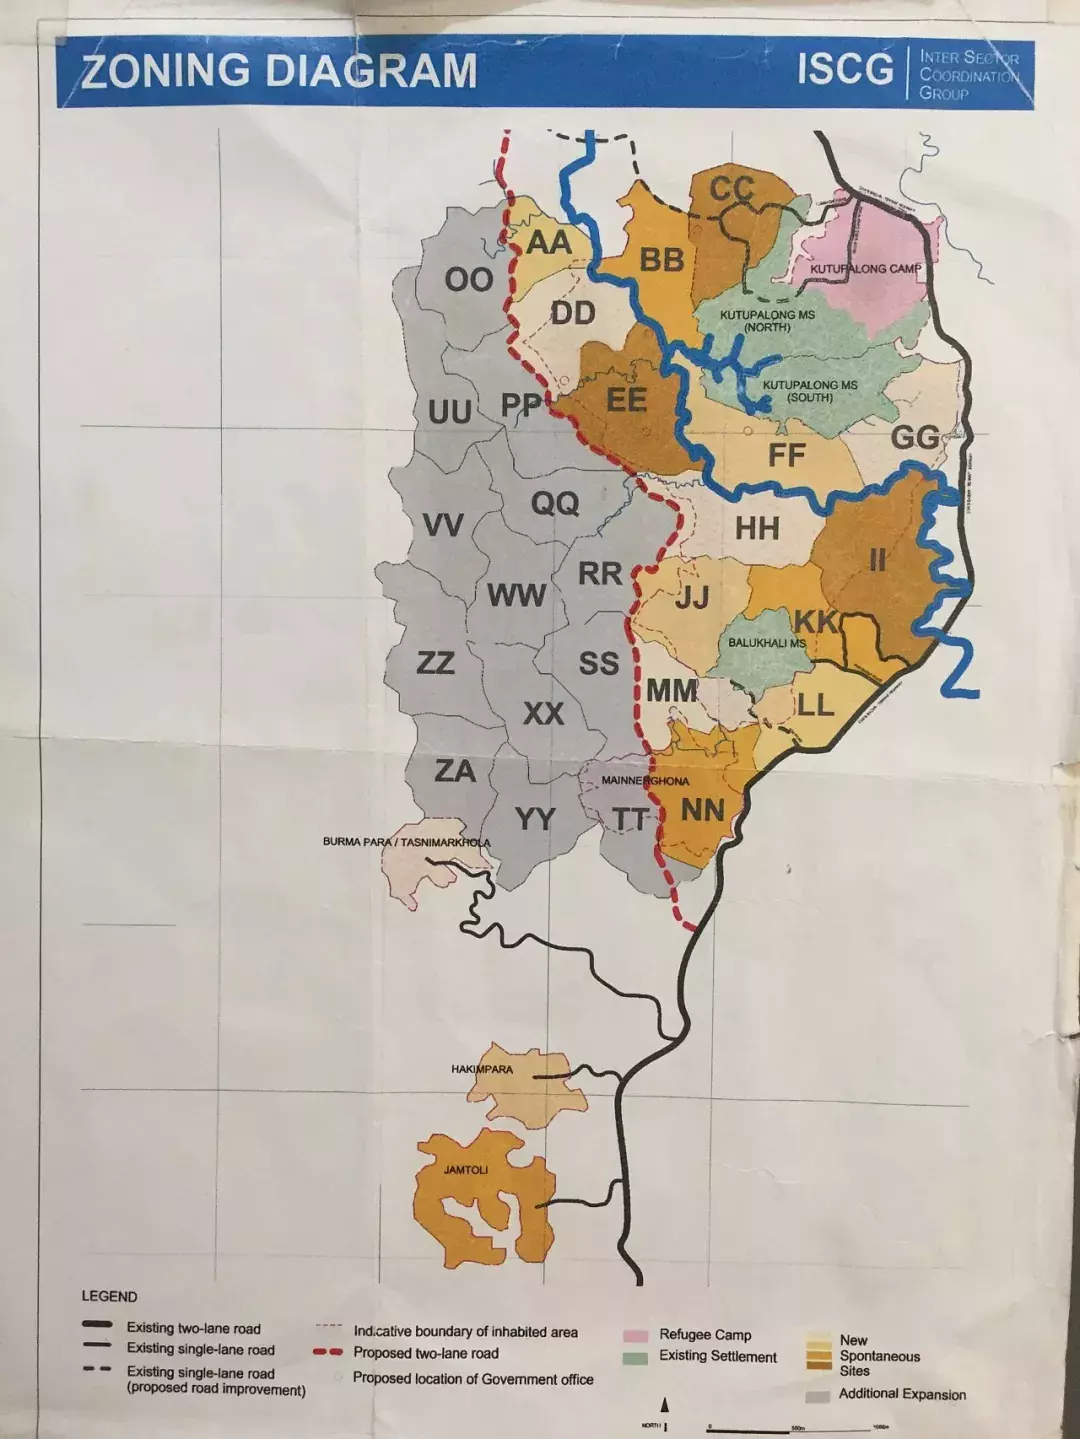 ZONING DIAGRAM
ISCG
INTER SECTOR
COORDINATION
GROUP
CC
AA
BB
OO
KUTUPALONG CAMP
DD
KUTUPALONG MS
(NORTH)
KUTUPALONG MS
(SOUTH)
EE
UU
PP
GG
FF
QQ
VV
HH
II
RR
WW
JJ
KK
BALUKHALI MS
ZZ
SS
MM
LL
XX
ZA
MAINNERGHONA
NN
YY
TT
BURMA PARA / TASNIMARKHOLA
HAKIMPARA
JAMTOLI
LEGEND
Existing two-lane road
Existing single-lane road
Existing single-lane road
(proposed road improvement)
Indicative boundary of inhabited area
Proposed two-lane road
Proposed location of Government office
Refugee Camp
Existing Settlement
New
Spontaneous
Sites
Additional Expansion
NORTH
0 500m 1000m